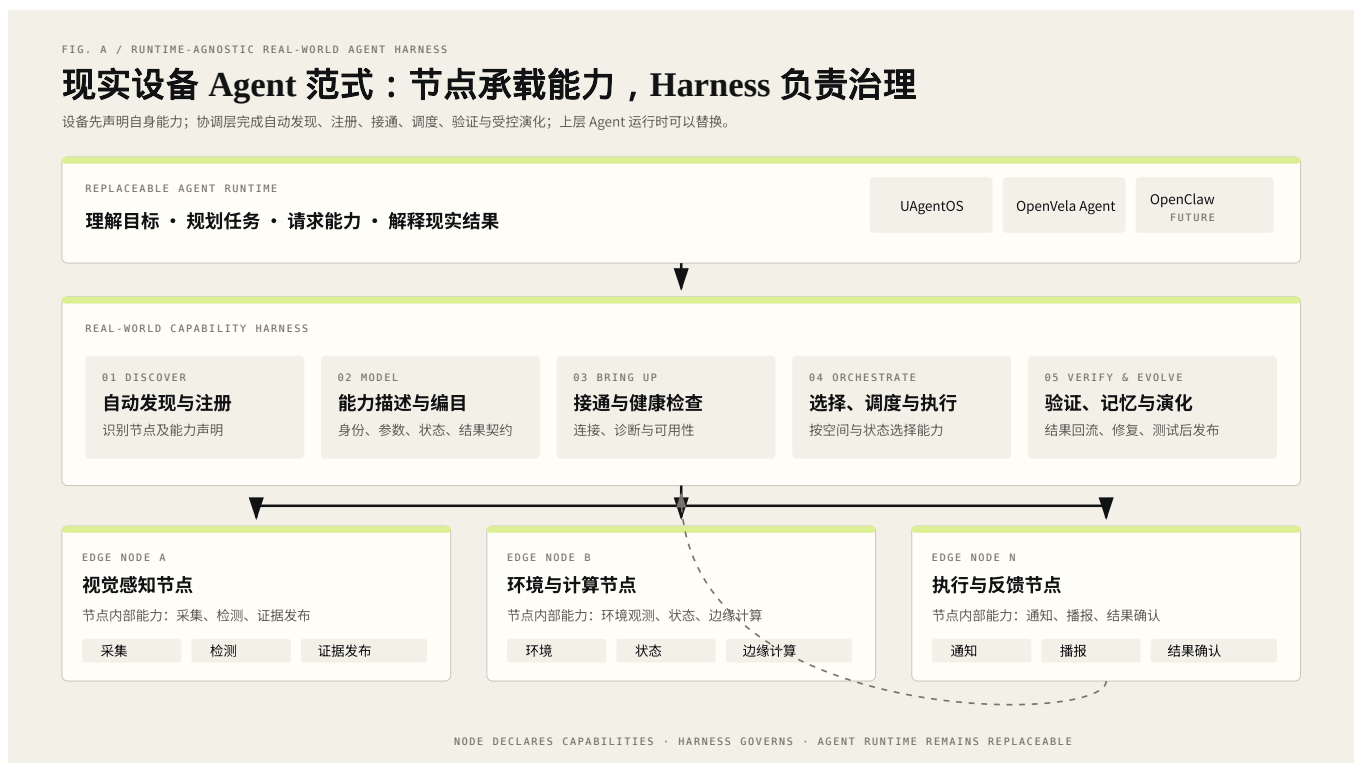 FIG. A / RUNTIME-AGNOSTIC REAL-WORLD AGENT HARNESS
现实设备 Agent 范式：节点承载能力，Harness 负责治理
设备先声明自身能力；协调层完成自动发现、注册、接通、调度、验证与受控演化；上层 Agent 运行时可以替换。
REPLACEABLE AGENT RUNTIME
理解目标 · 规划任务 · 请求能力 · 解释现实结果
UAgentOS
OpenVela Agent
OpenClaw
FUTURE
REAL-WORLD CAPABILITY HARNESS
01 DISCOVER
自动发现与注册
识别节点及能力声明
02 MODEL
能力描述与编目
身份、参数、状态、结果契约
03 BRING UP
接通与健康检查
连接、诊断与可用性
04 ORCHESTRATE
选择、调度与执行
按空间与状态选择能力
05 VERIFY & EVOLVE
验证、记忆与演化
结果回流、修复、测试后发布
EDGE NODE A
视觉感知节点
节点内部能力：采集、检测、证据发布
采集
检测
证据发布
EDGE NODE B
环境与计算节点
节点内部能力：环境观测、状态、边缘计算
环境
状态
边缘计算
EDGE NODE N
执行与反馈节点
节点内部能力：通知、播报、结果确认
通知
播报
结果确认
NODE DECLARES CAPABILITIES · HARNESS GOVERNS · AGENT RUNTIME REMAINS REPLACEABLE